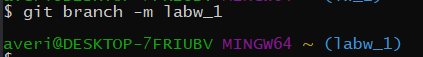 $ git branch -m labw_1
averi@DESKTOP-7FRIUBV MINGW64 ~ (labw_1)